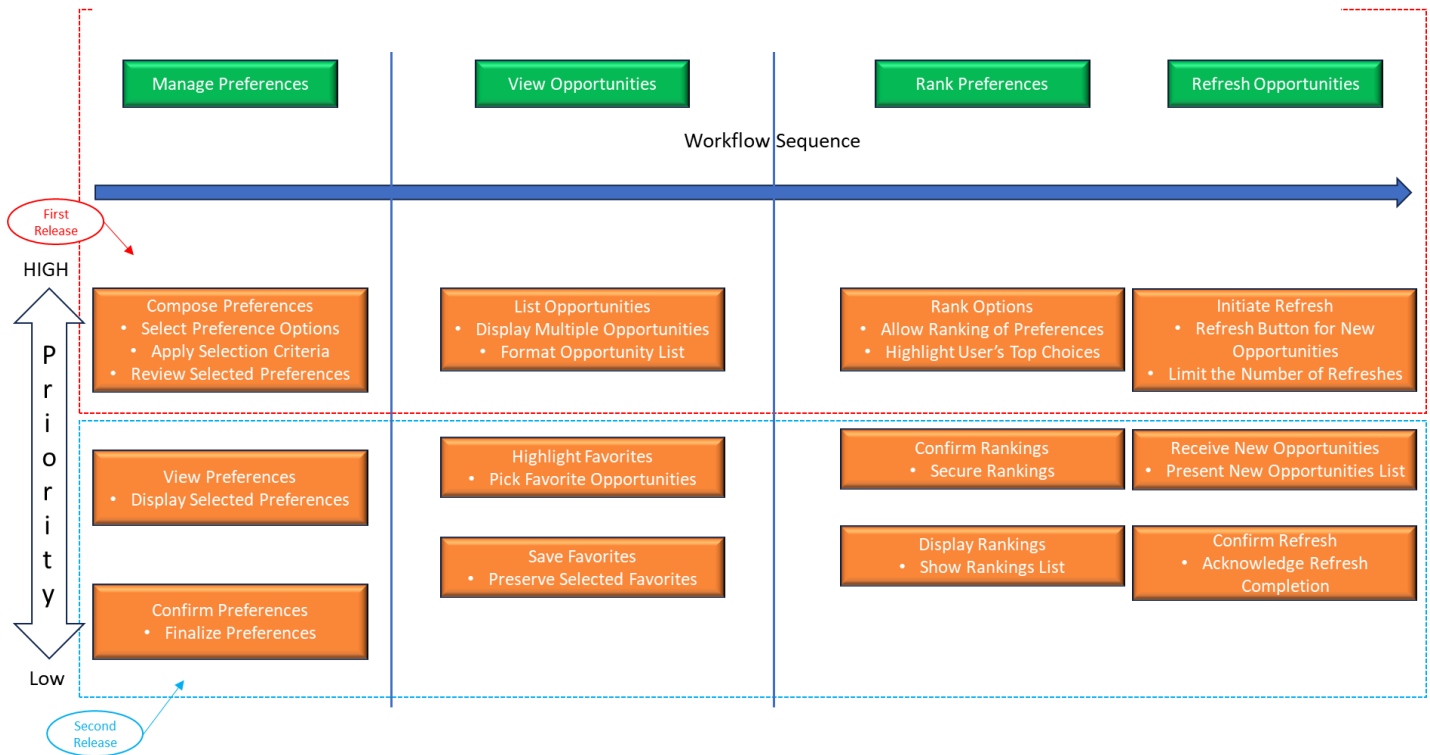 Manage Preferences
View Opportunities
Rank Preferences
Refresh Opportunities
Workflow Sequence
First
Release
HIGH
Priority
Low
Compose Preferences
• Select Preference Options
• Apply Selection Criteria
• Review Selected Preferences
List Opportunities
• Display Multiple Opportunities
• Format Opportunity List
Rank Options
• Allow Ranking of Preferences
• Highlight User's Top Choices
Initiate Refresh
• Refresh Button for New
Opportunities
• Limit the Number of Refreshes
View Preferences
• Display Selected Preferences
Highlight Favorites
• Pick Favorite Opportunities
Confirm Rankings
• Secure Rankings
Receive New Opportunities
• Present New Opportunities List
Save Favorites
• Preserve Selected Favorites
Display Rankings
• Show Rankings List
Confirm Refresh
• Acknowledge Refresh
Completion
Confirm Preferences
• Finalize Preferences
Second
Release